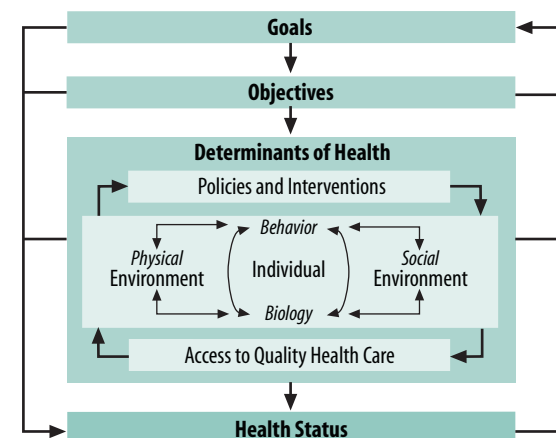 Goals
Objectives
Determinants of Health
Policies and Interventions
Behavior
Physical
Environment
Individual
Social
Environment
Biology
Access to Quality Health Care
Health Status